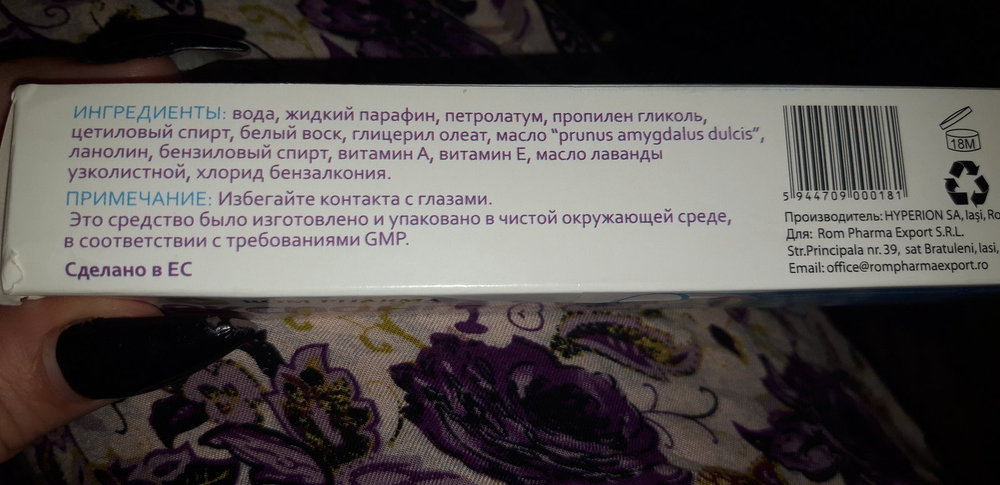 ИНГРЕДИЕНТЫ: вода, жидкий парафин, петролатум, пропилен гликоль,
цетиловый спирт, белый воск, глицерил олеат, масло “prunus amygdalus dulcis”,
ланолин, бензиловый спирт, витамин А, витамин Е, масло лаванды
узколистной, хлорид бензалкония.
ПРИМЕЧАНИЕ: Избегайте контакта с глазами.
Это средство было изготовлено и упаковано в чистой окружающей среде,
в соответствии с требованиями GMP.
Сделано в ЕС
18M
5 944709 000181
Производитель: HYPERION SA, Iași, Ro
Для: Rom Pharma Export S.R.L.
Str.Principala nr. 39, sat Bratuleni, Iasi,
Email: office@rompharmaexport.ro